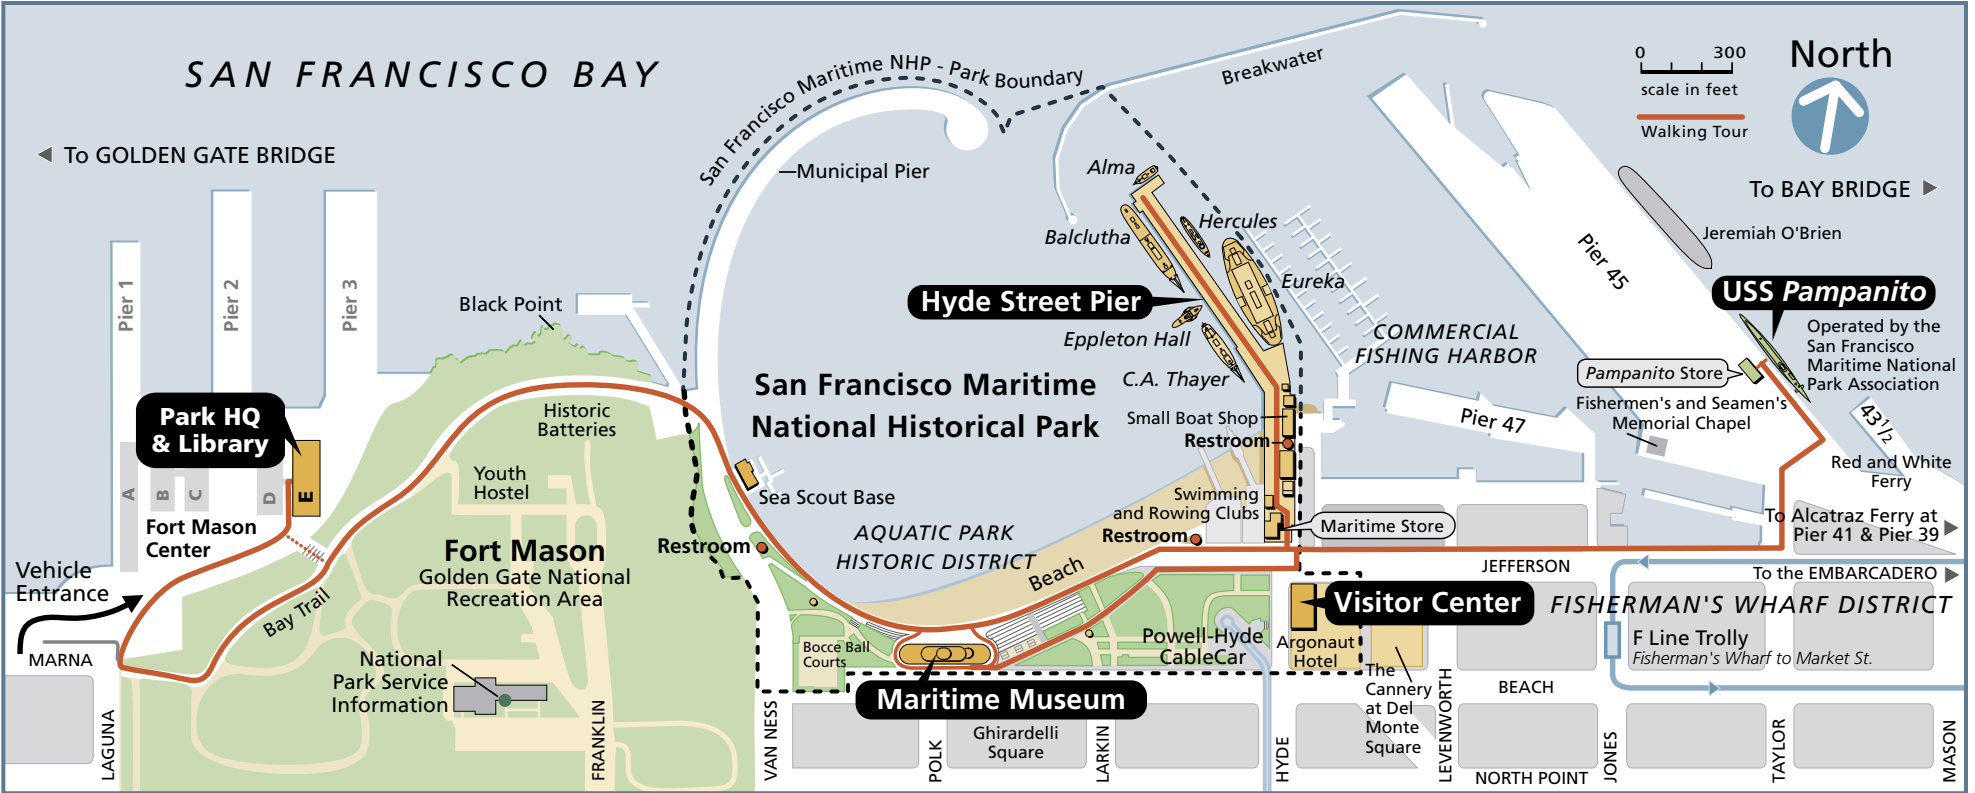 SAN FRANCISCO BAY
San Francisco Maritime NHP - Park Boundary
Breakwater
0 300
scale in feet
Walking Tour
North
To GOLDEN GATE BRIDGE
Municipal Pier
To BAY BRIDGE
Alma
Hercules
Balclutha
Eureka
Hyde Street Pier
Eppleton Hall
C.A. Thayer
Pier 45
Jeremiah O'Brien
USS Pampanito
Operated by the
San Francisco
Maritime National
Park Association
Pampanito Store
Fishermen's and Seamen's
Memorial Chapel
COMMERCIAL
FISHING HARBOR
Pier 47
43 1/2
Red and White
Ferry
Pier 1
Pier 2
Pier 3
Black Point
Park HQ
& Library
Historic
Batteries
San Francisco Maritime
National Historical Park
Small Boat Shop
Restroom
A
B
C
D
E
Fort Mason
Center
Youth
Hostel
Sea Scout Base
Swimming
and Rowing Clubs
Restroom
Maritime Store
To Alcatraz Ferry at
Pier 41 & Pier 39
AQUATIC PARK
HISTORIC DISTRICT
Restroom
Fort Mason
Golden Gate National
Recreation Area
Beach
JEFFERSON
To the EMBARCADERO
Vehicle
Entrance
Bay Trail
Visitor Center
FISHERMAN'S WHARF DISTRICT
MARNA
National
Park Service
Information
Bocce Ball
Courts
Powell-Hyde
CableCar
Argonaut
Hotel
F Line Trolly
Fisherman's Wharf to Market St.
The
Cannery
at Del
Monte
Square
BEACH
Maritime Museum
Ghirardelli
Square
LAGUNA
FRANKLIN
VAN NESS
POLK
LARKIN
HYDE
LEVENWORTH
JONES
TAYLOR
MASON
NORTH POINT